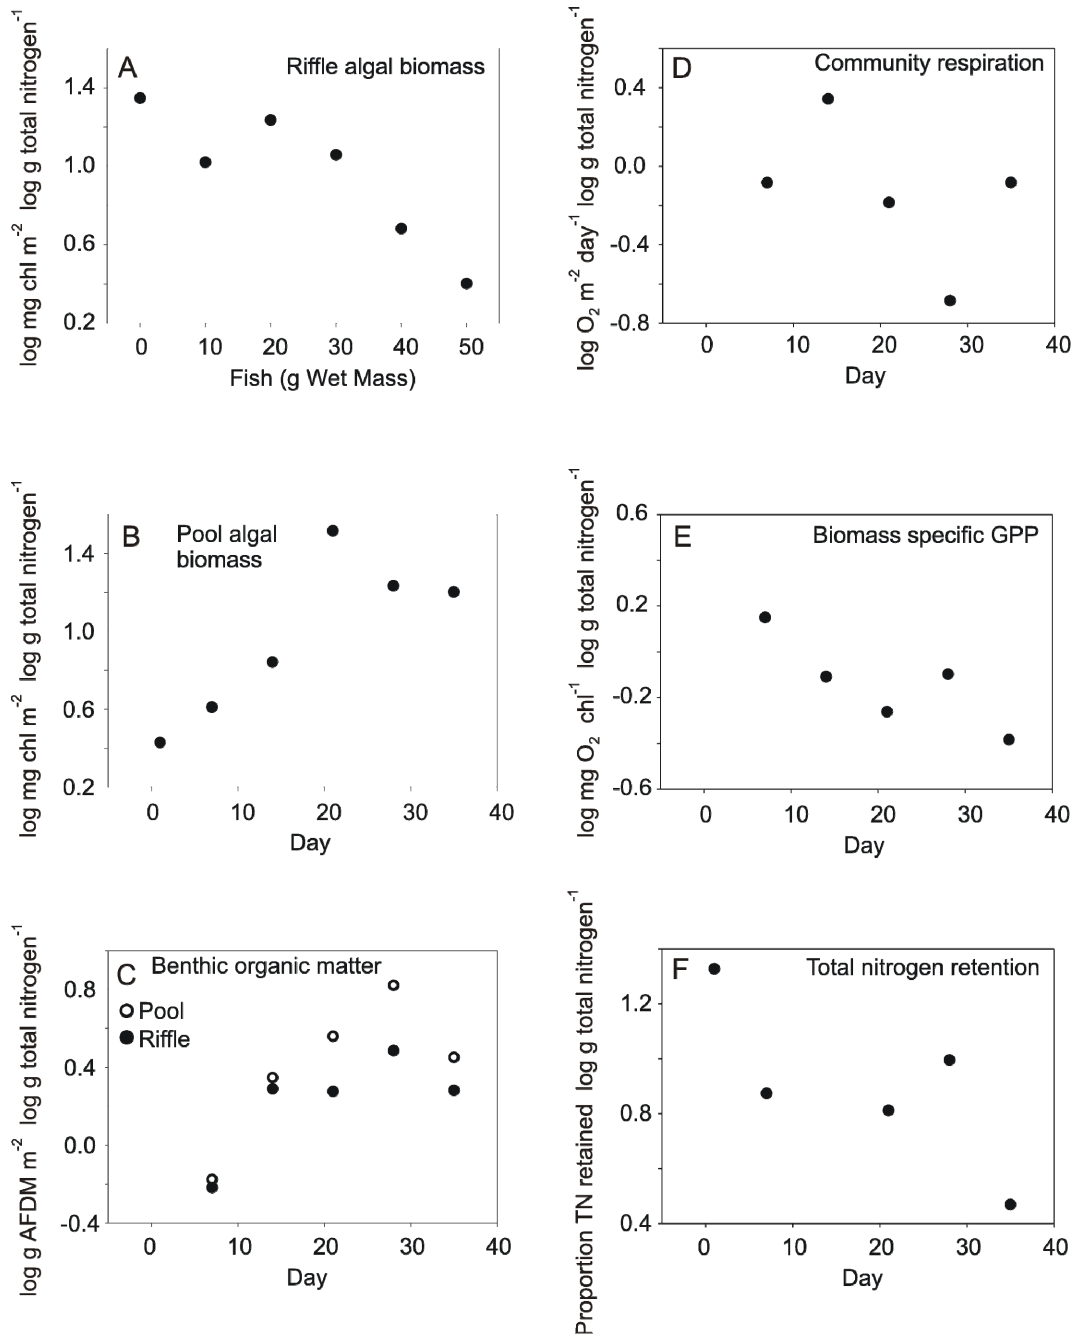 A
Riffle algal biomass
log mg chl m⁻² log g total nitrogen⁻¹
1.4
1.0
0.6
0.2
0 10 20 30 40 50
Fish (g Wet Mass)
D
Community respiration
log O₂ m⁻² day⁻¹ log g total nitrogen⁻¹
0.4
0.0
-0.4
-0.8
0 10 20 30 40
Day
B
Pool algal
biomass
log mg chl m⁻² log g total nitrogen⁻¹
1.4
1.0
0.6
0.2
0 10 20 30 40
Day
E
Biomass specific GPP
log mg O₂ chl⁻¹ log g total nitrogen⁻¹
0.6
0.2
-0.2
-0.6
0 10 20 30 40
Day
C
Benthic organic matter
Pool
Riffle
log g AFDM m⁻² log g total nitrogen⁻¹
0.8
0.4
0.0
-0.4
0 10 20 30 40
Day
F
Total nitrogen retention
Proportion TN retained log g total nitrogen⁻¹
1.2
0.8
0.4
0 10 20 30 40
Day